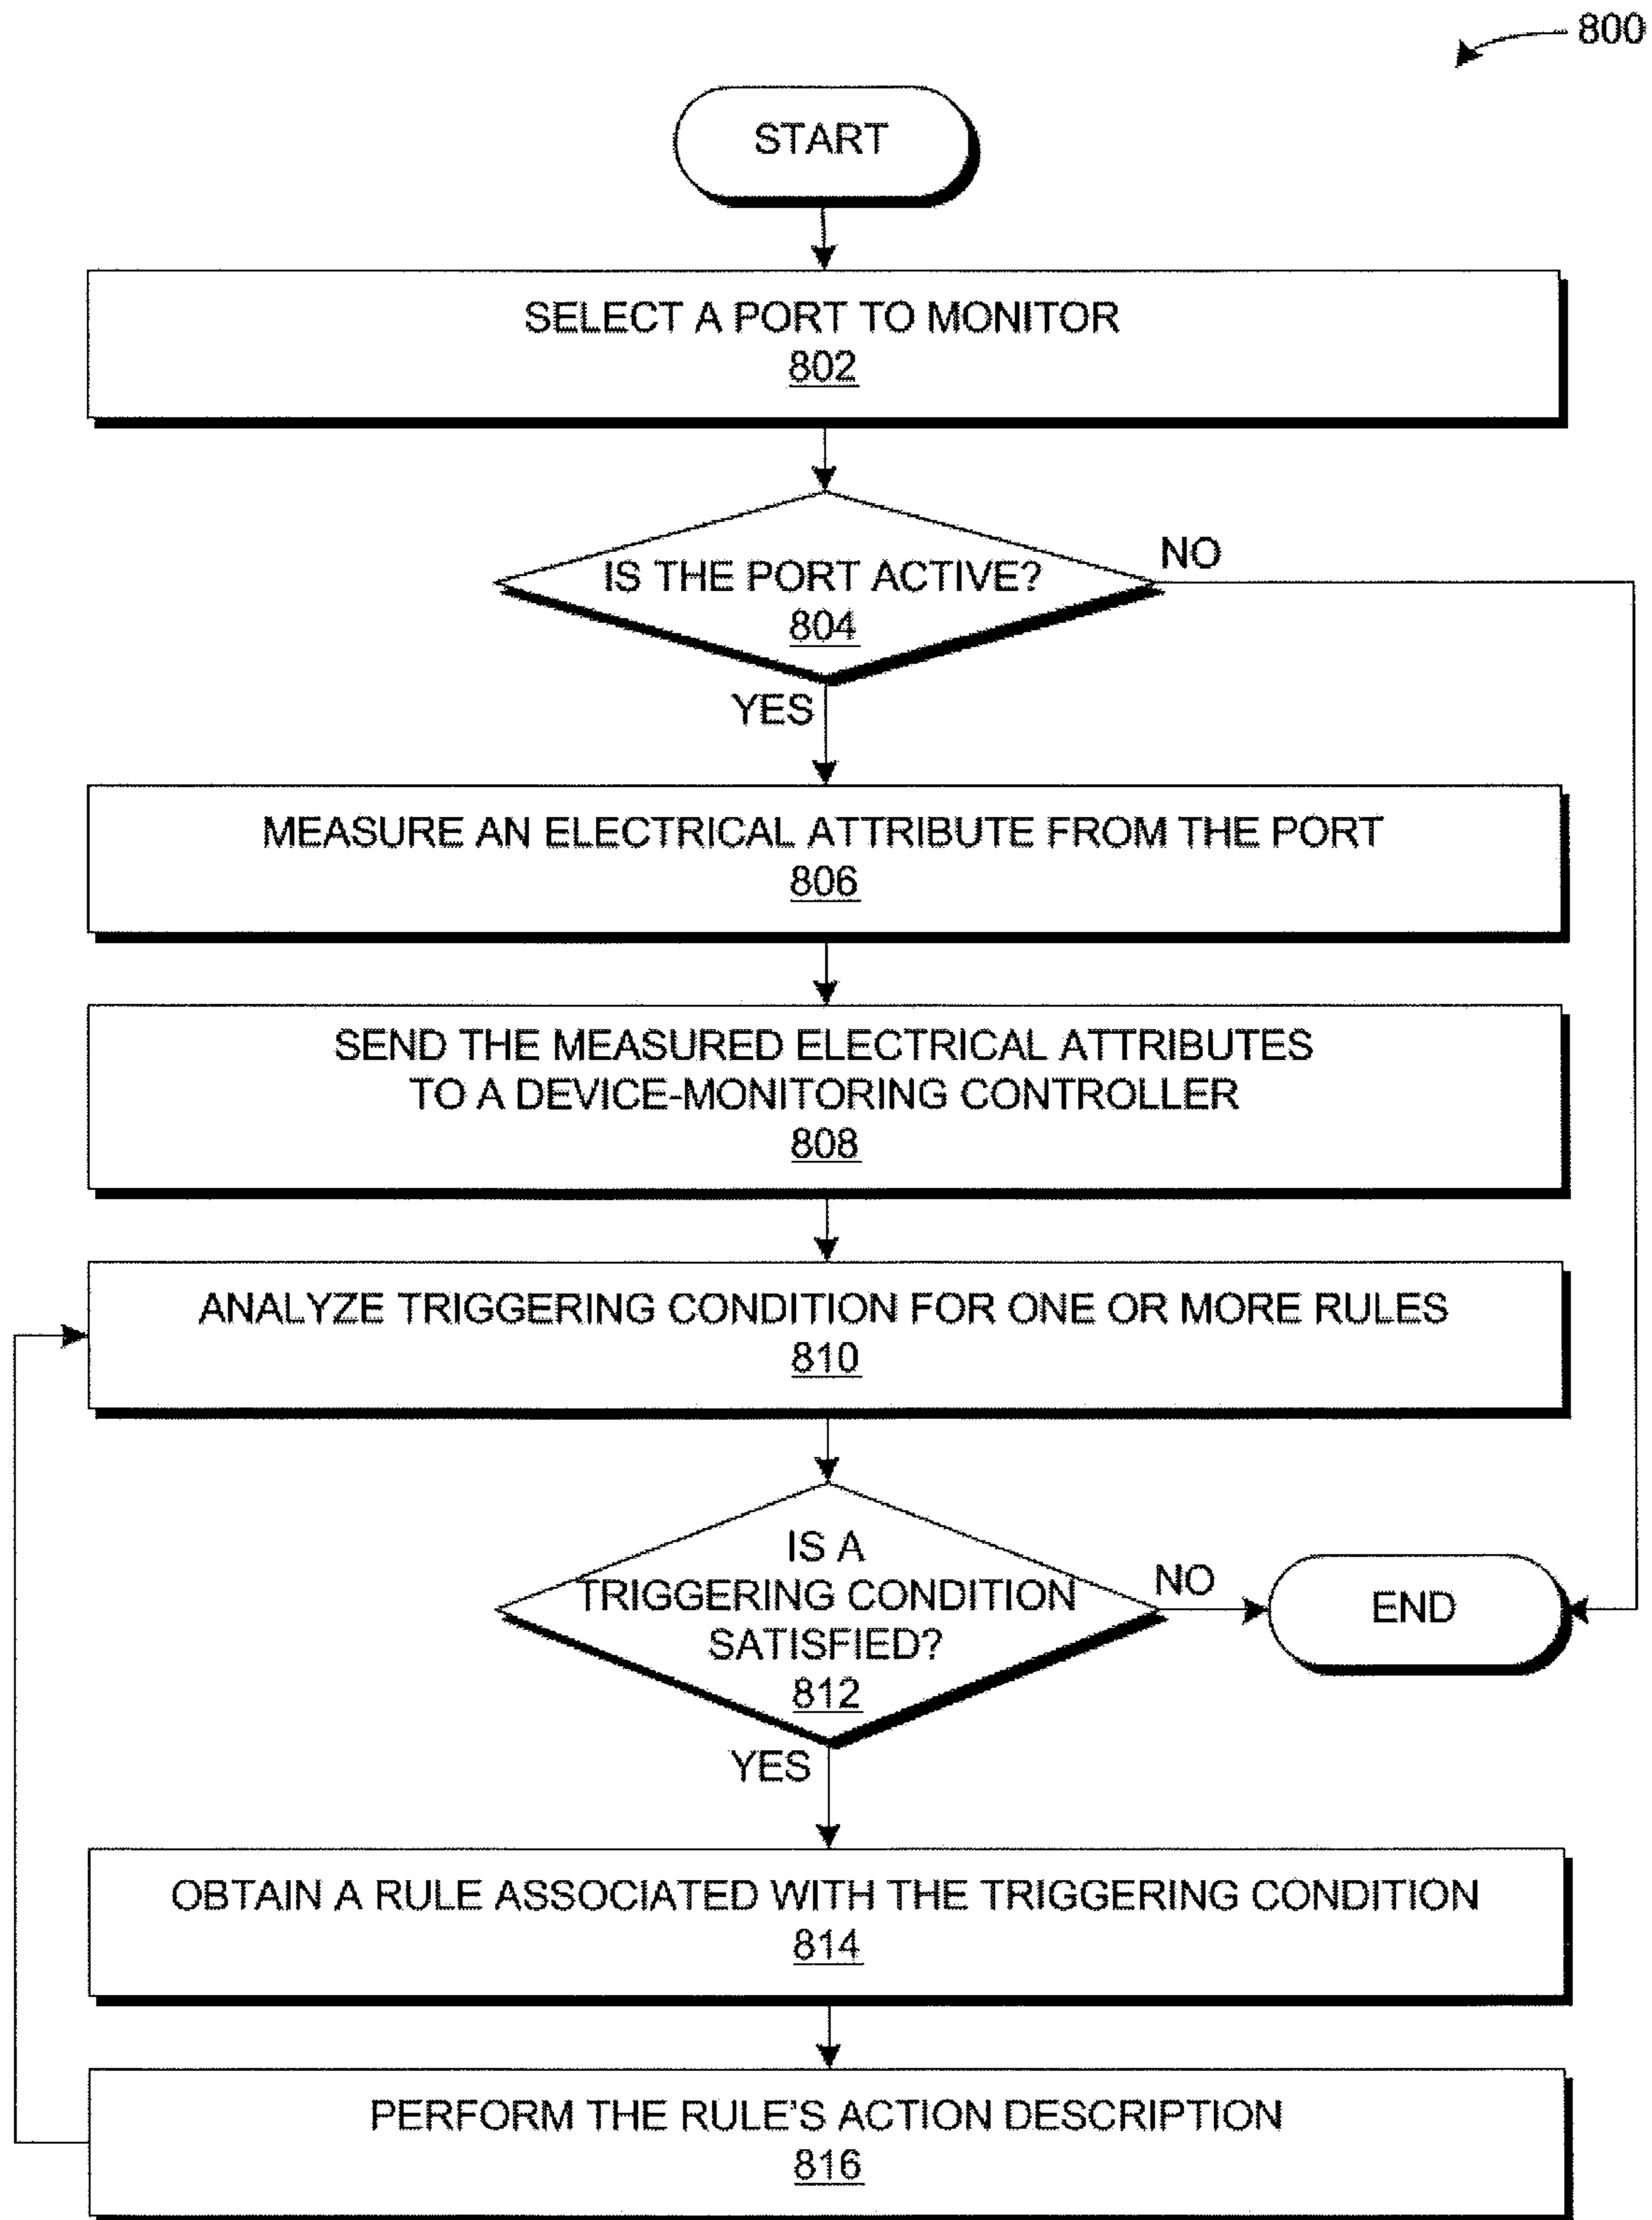 800
START
SELECT A PORT TO MONITOR
802
IS THE PORT ACTIVE?
804
NO
YES
MEASURE AN ELECTRICAL ATTRIBUTE FROM THE PORT
806
SEND THE MEASURED ELECTRICAL ATTRIBUTES
TO A DEVICE-MONITORING CONTROLLER
808
ANALYZE TRIGGERING CONDITION FOR ONE OR MORE RULES
810
IS A
TRIGGERING CONDITION
SATISFIED?
812
NO
END
YES
OBTAIN A RULE ASSOCIATED WITH THE TRIGGERING CONDITION
814
PERFORM THE RULE'S ACTION DESCRIPTION
816